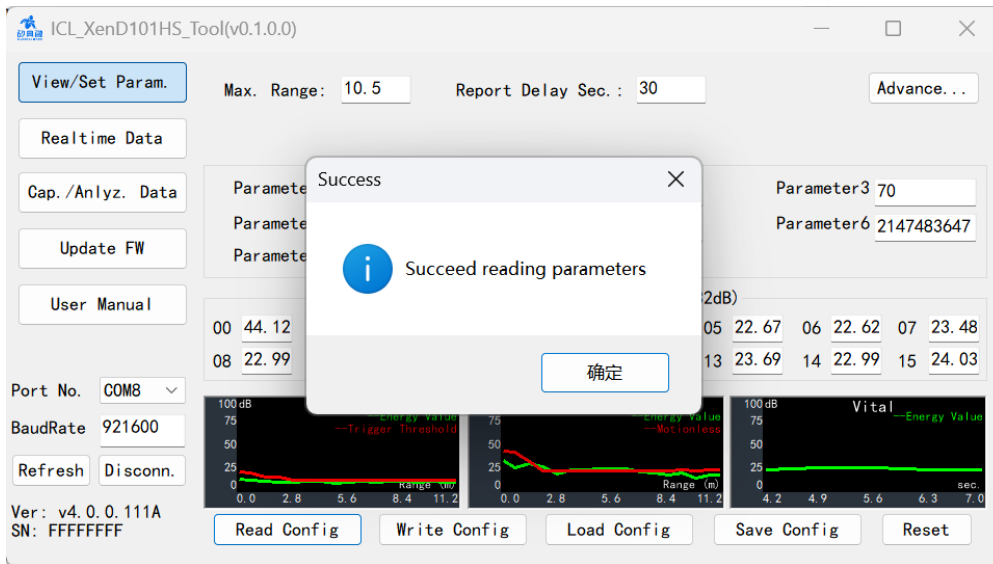 ICL_XenD101HS_Tool(v0.1.0.0)
View/Set Param.
Max. Range: 10.5 Report Delay Sec.: 30
Advance...
Realtime Data
Cap./Anlyz. Data
Update FW
User Manual
Success
Succeed reading parameters
确定
Paramete
Parameter3 70
Paramete
Parameter6 2147483647
Paramete
2dB)
00 44.12
05 22.67 06 22.62 07 23.48
08 22.99
13 23.69 14 22.99 15 24.03
Port No. COM8
BaudRate 921600
Refresh Disconn.
Ver: v4.0.0.111A
SN: FFFFFFFF
100 dB
75
50
25
0
--Energy Value
--Trigger Threshold
Range (m)
0.0 2.8 5.6 8.4 11.2
75
50
25
0
--Energy Value
--Motionless
Range (m)
0.0 2.8 5.6 8.4 11.2
100 dB
75
50
25
0
Vital
--Energy Value
sec.
4.2 4.9 5.6 6.3 7.0
Read Config Write Config Load Config Save Config Reset